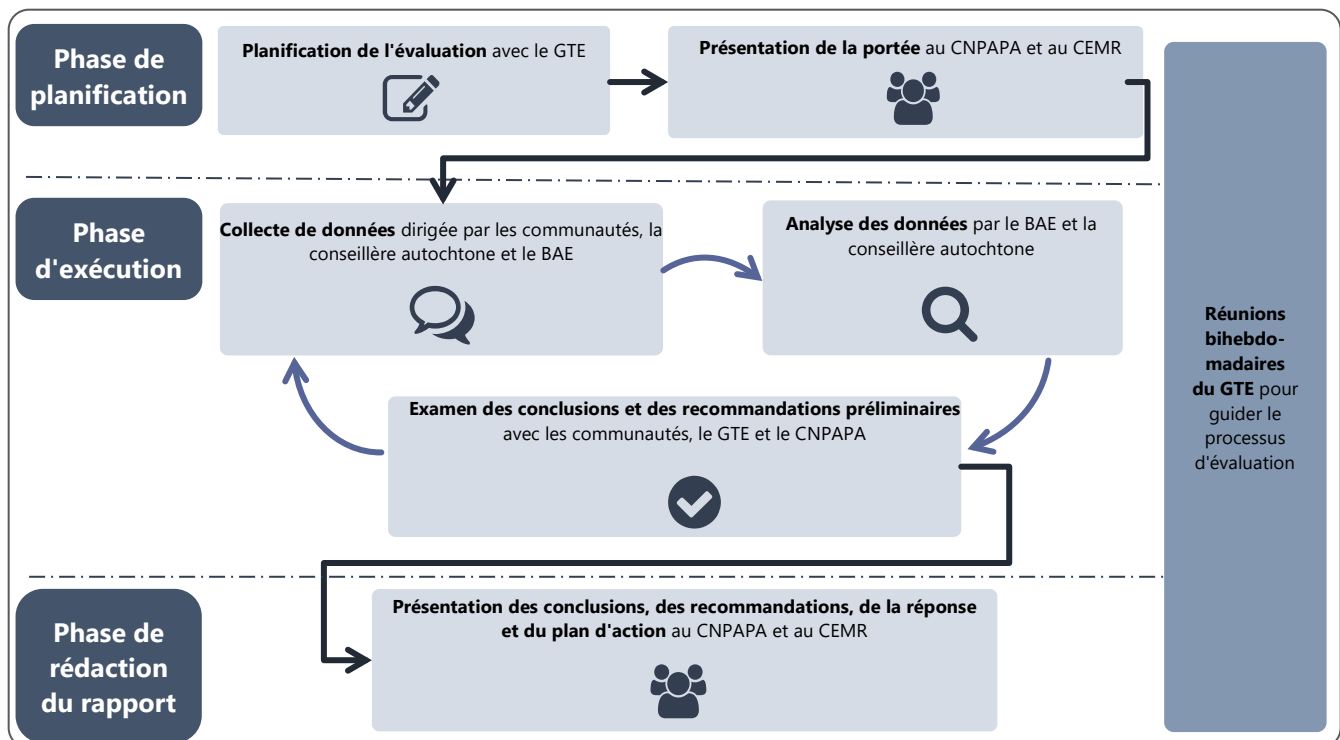 Phase de
planification
Planification de l'évaluation avec le GTE
Présentation de la portée au CNPAPA et au CEMR
Phase
d'exécution
Collecte de données dirigée par les communautés, la
conseillère autochtone et le BAE
Analyse des données par le BAE et la
conseillère autochtone
Examen des conclusions et des recommandations préliminaires
avec les communautés, le GTE et le CNPAPA
Phase de
rédaction
du rapport
Présentation des conclusions, des recommandations, de la réponse
et du plan d'action au CNPAPA et au CEMR
Réunions
bihebdo-
madaires
du GTE pour
guider le
processus
d'évaluation